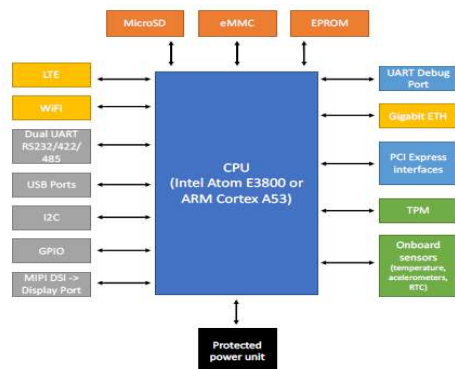 MicroSD
eMMC
EPROM
LTE
WiFi
Dual UART
RS232/422/
485
USB Ports
I2C
GPIO
MIPI DSI -> 
Display Port
CPU
(Intel Atom E3800 or
ARM Cortex A53)
UART Debug
Port
Gigabit ETH
PCI Express
interfaces
TPM
Onboard
sensors
(temperature,
acelerometers,
RTC)
Protected
power unit